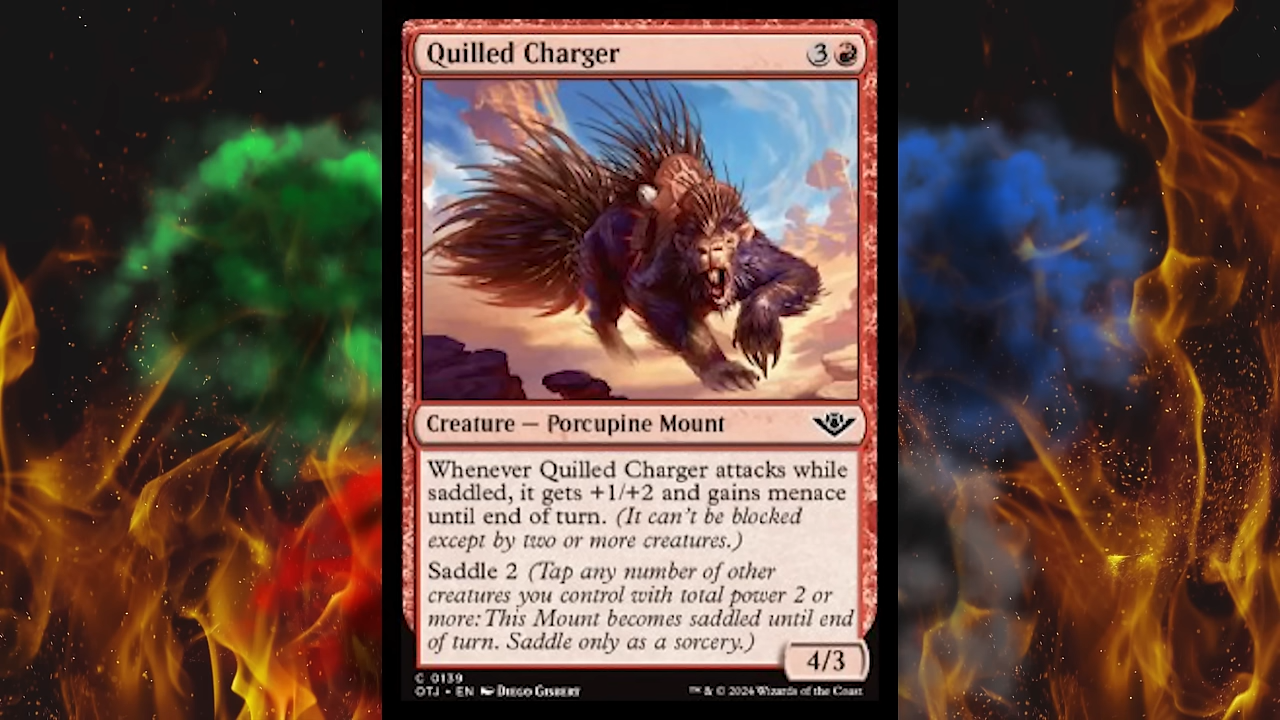 Quilled Charger 3
Creature — Porcupine Mount
Whenever Quilled Charger attacks while
saddled, it gets +1/+2 and gains menace
until end of turn. (It can't be blocked
except by two or more creatures.)
Saddle 2 (Tap any number of other
creatures you control with total power 2 or
more: This Mount becomes saddled until end
of turn. Saddle only as a sorcery.)
4/3
C 0139
OTJ • EN Diego Gisbert
™ & © 2024 Wizards of the Coast